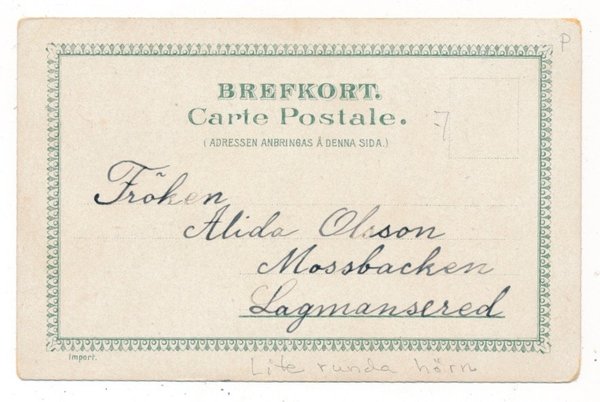 P
BREFKORT.
Carte Postale.
7
(ADRESSEN ANBRINGAS Å DENNA SIDA.)
Fröken
Alida Olsson
Mossbacken
Lagmansered
Import.
Lite runda hörn